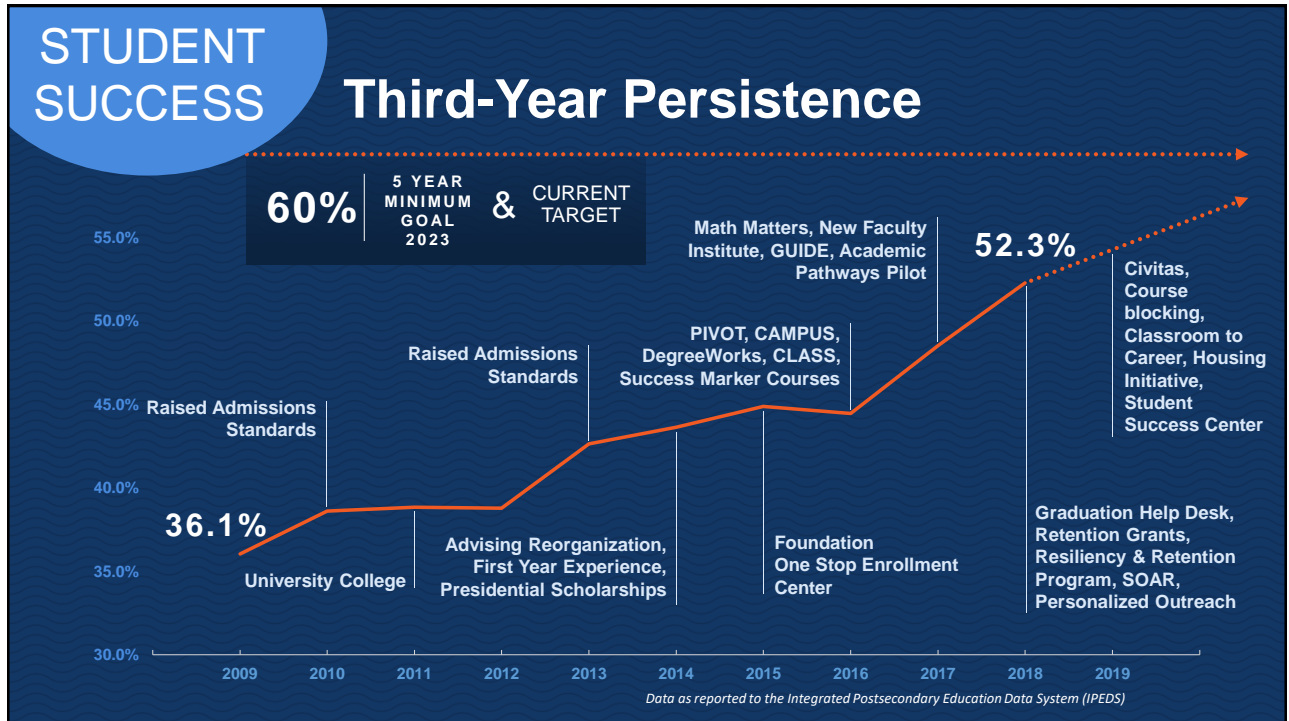 STUDENT
SUCCESS
Third-Year Persistence
60%
5 YEAR
MINIMUM
GOAL
2023
&
CURRENT
TARGET
55.0%
50.0%
45.0%
40.0%
35.0%
30.0%
36.1%
Raised Admissions
Standards
University College
Raised Admissions
Standards
Advising Reorganization,
First Year Experience,
Presidential Scholarships
PIVOT, CAMPUS,
DegreeWorks, CLASS,
Success Marker Courses
Foundation
One Stop Enrollment
Center
Math Matters, New Faculty
Institute, GUIDE, Academic
Pathways Pilot
52.3%
Graduation Help Desk,
Retention Grants,
Resiliency & Retention
Program, SOAR,
Personalized Outreach
Civitas,
Course
blocking,
Classroom to
Career, Housing
Initiative,
Student
Success Center
2009 2010 2011 2012 2013 2014 2015 2016 2017 2018 2019
Data as reported to the Integrated Postsecondary Education Data System (IPEDS)